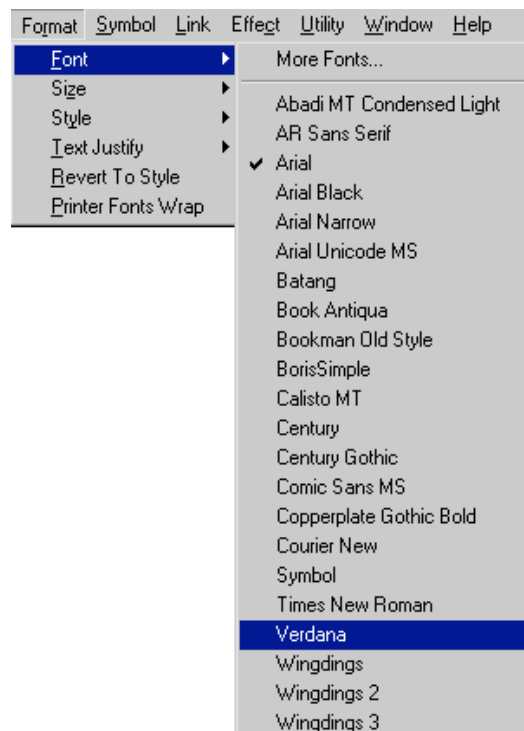 Format Symbol Link Effect Utility Window Help
Font
Size
Style
Text Justify
Revert To Style
Printer Fonts Wrap
More Fonts...
Abadi MT Condensed Light
AR Sans Serif
Arial
Arial Black
Arial Narrow
Arial Unicode MS
Batang
Book Antiqua
Bookman Old Style
BorisSimple
Calisto MT
Century
Century Gothic
Comic Sans MS
Copperplate Gothic Bold
Courier New
Symbol
Times New Roman
Verdana
Wingdings
Wingdings 2
Wingdings 3